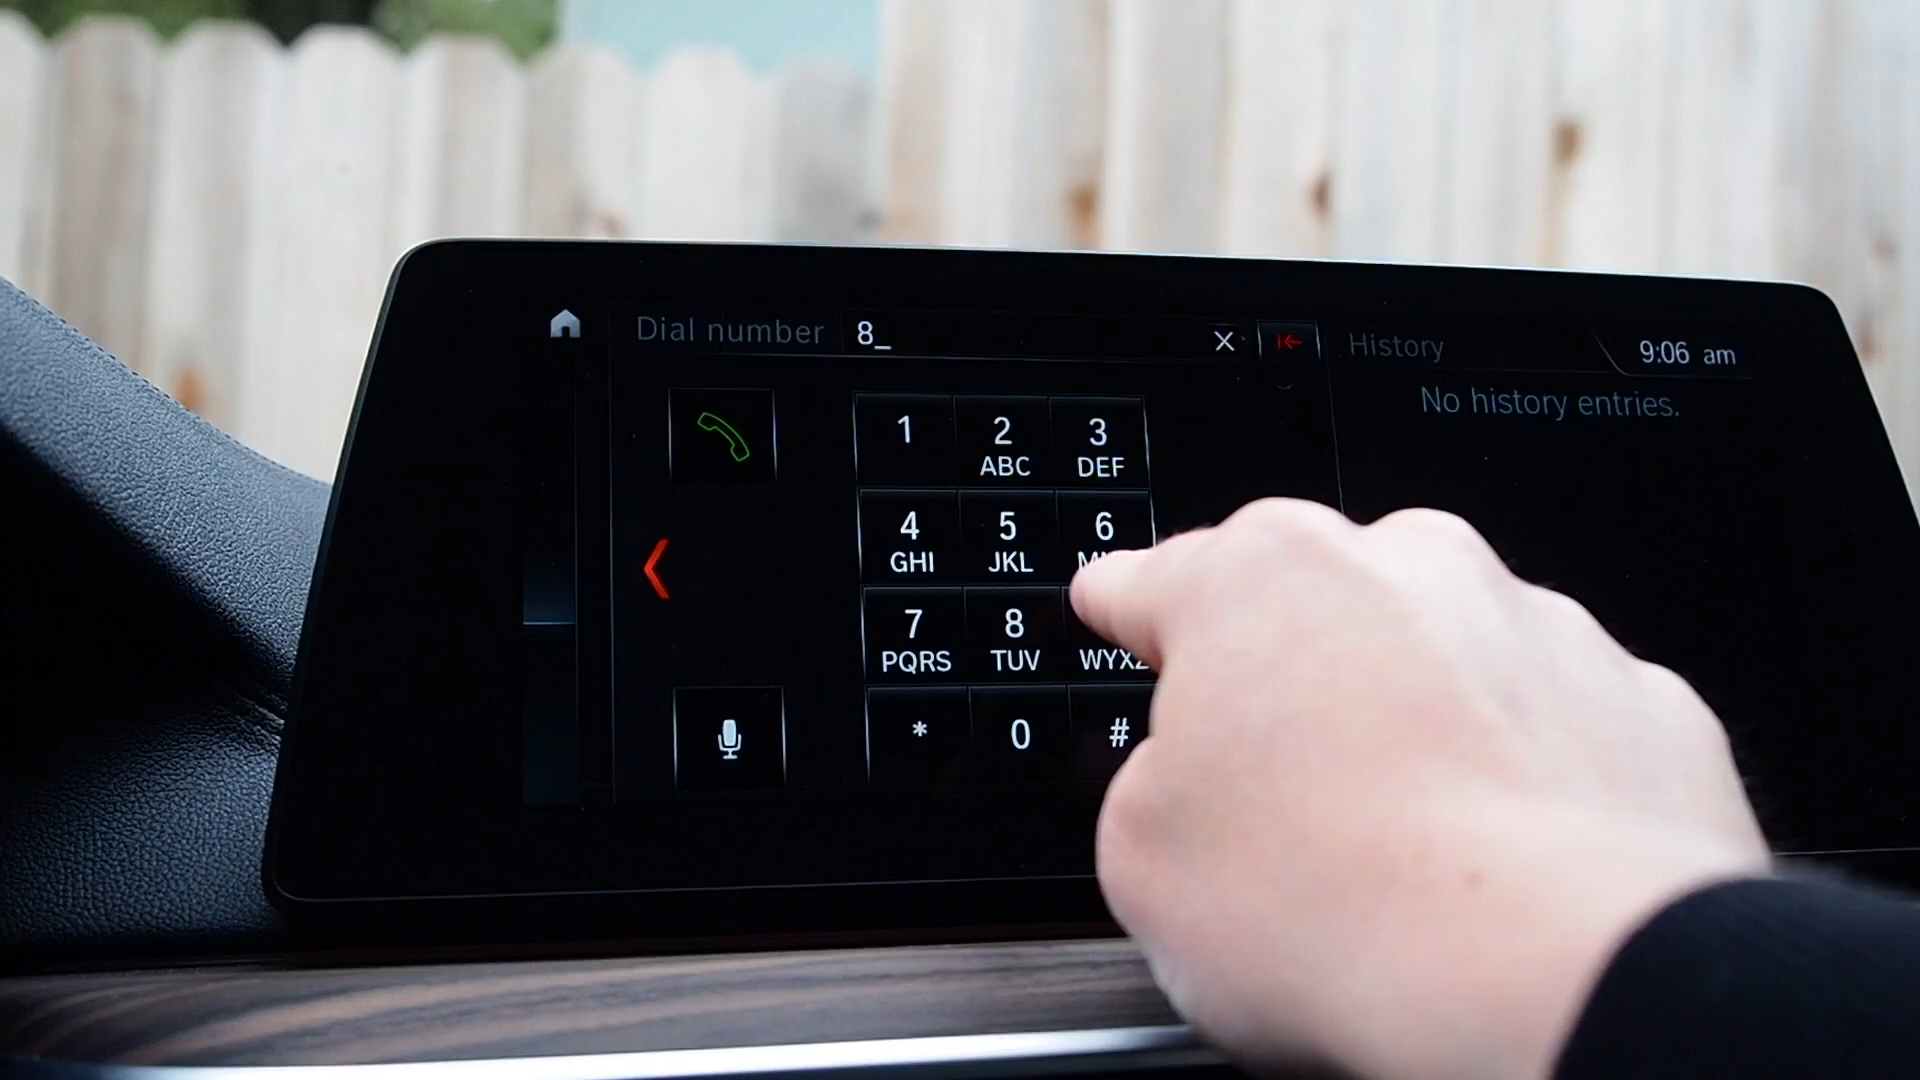 Dial number 8_ X History 9:06 am
No history entries.
1 2 3
ABC DEF
4 5 6
GHI JKL
7 8
PQRS TUV WYXZ
* 0 #